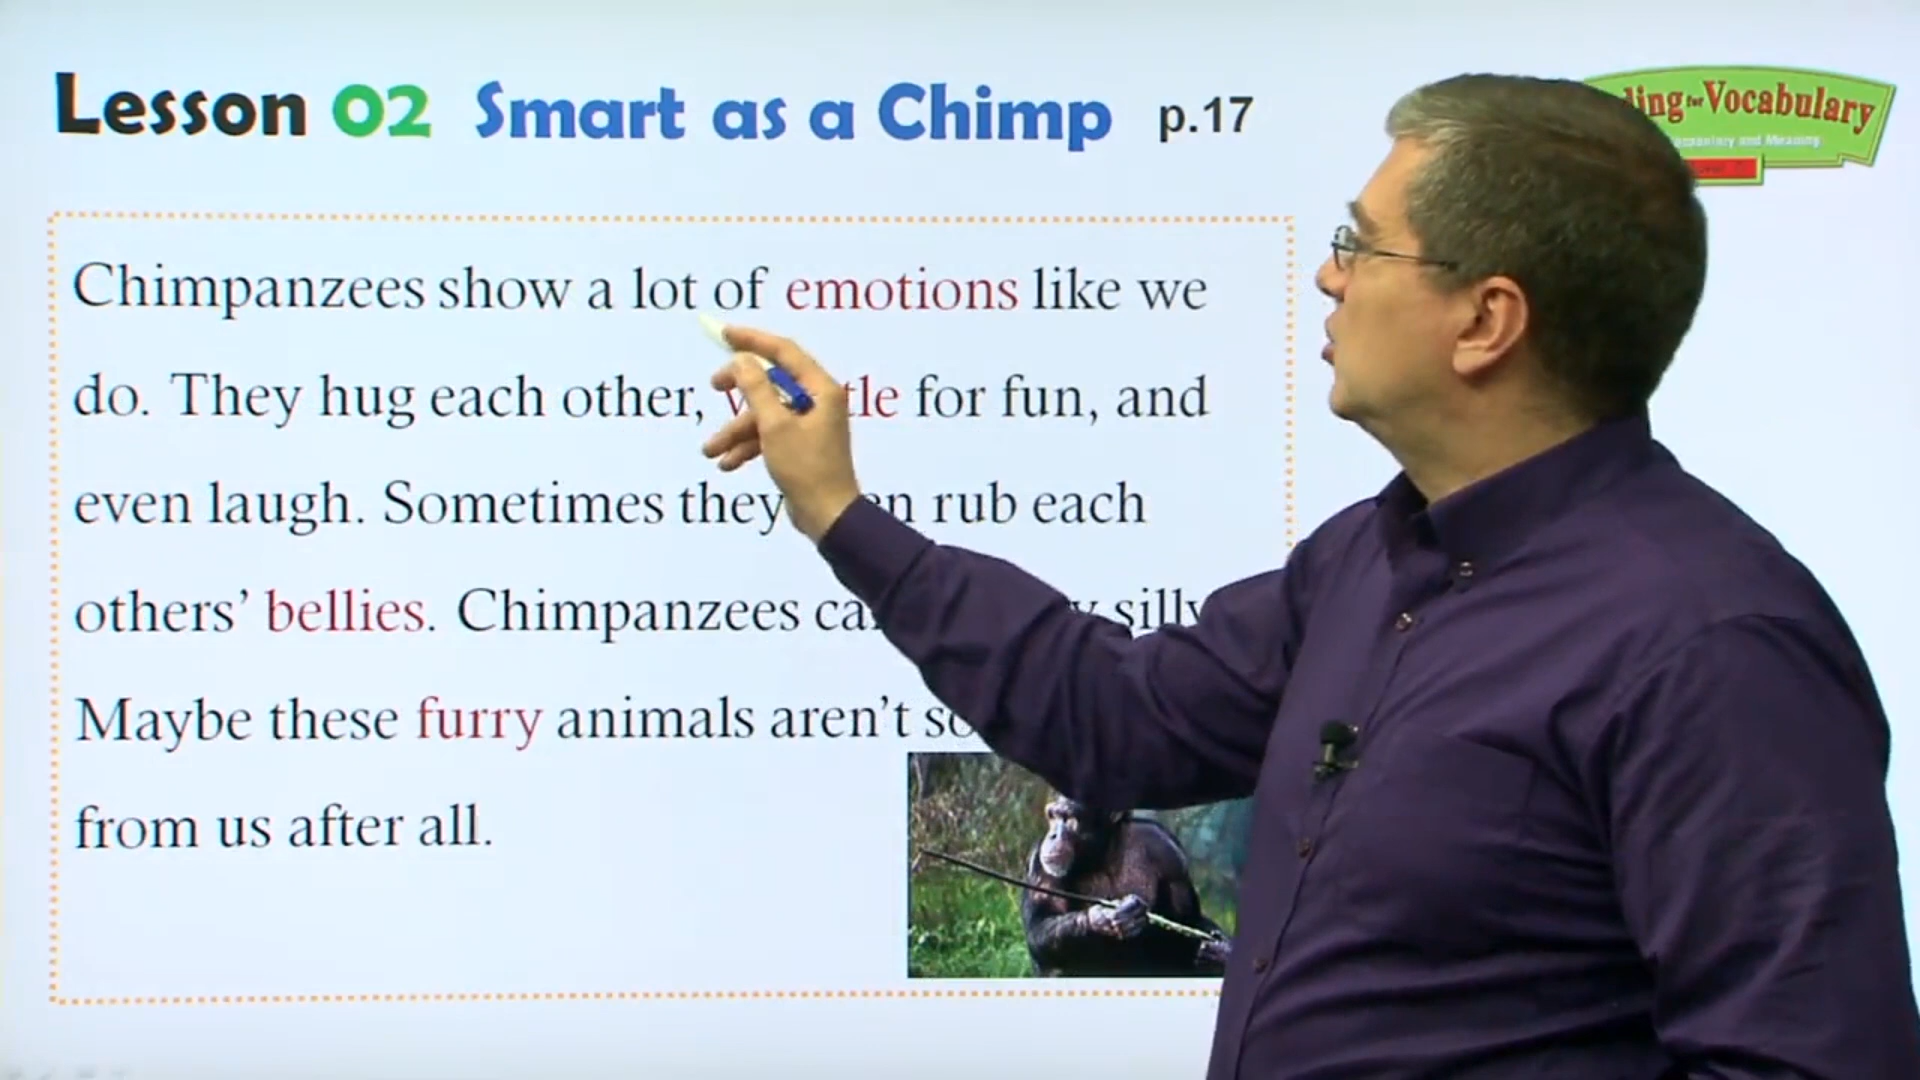 Lesson 02 Smart as a Chimp p.17
Vocabulary
and Meaning
Chimpanzees show a lot of emotions like we
do. They hug each other, for fun, and
even laugh. Sometimes they rub each
others’ bellies. Chimpanzees silly
Maybe these furry animals aren’t
from us after all.